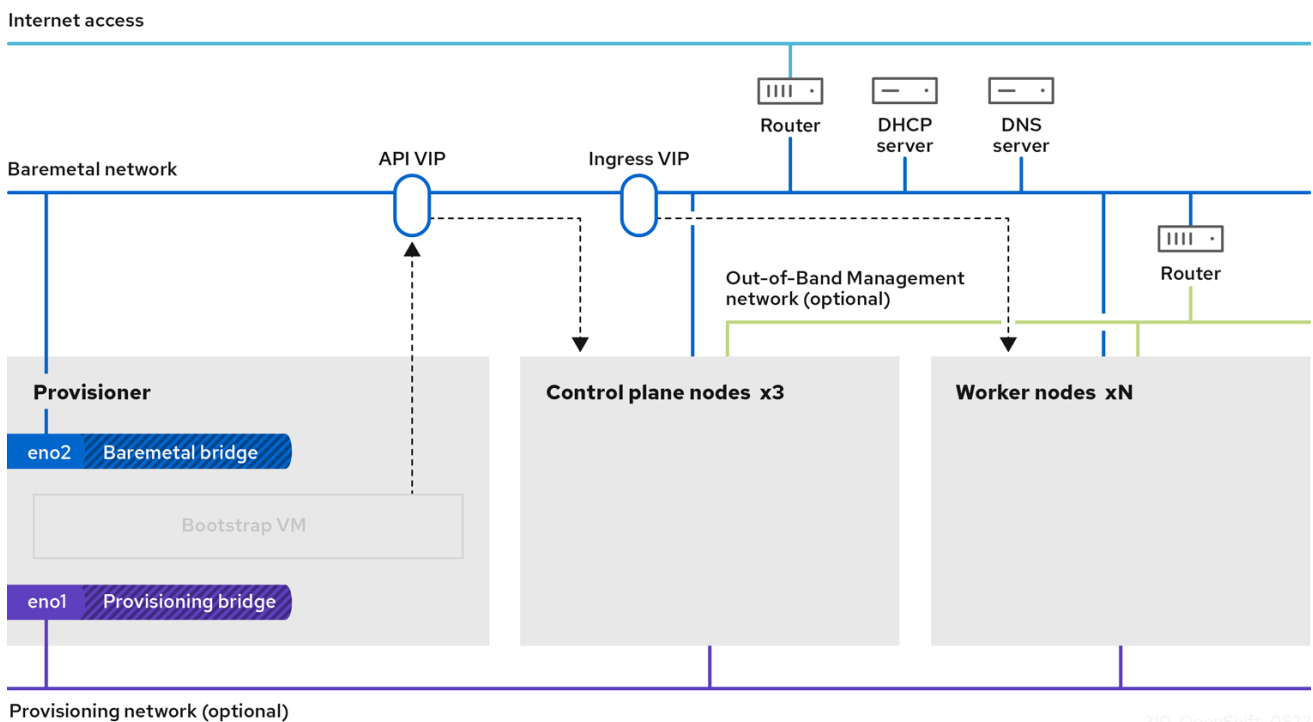 Internet access
Router
DHCP
server
DNS
server
Baremetal network
API VIP
Ingress VIP
Router
Out-of-Band Management
network (optional)
Provisioner
Control plane nodes x3
Worker nodes xN
eno2
Baremetal bridge
Bootstrap VM
eno1
Provisioning bridge
Provisioning network (optional)